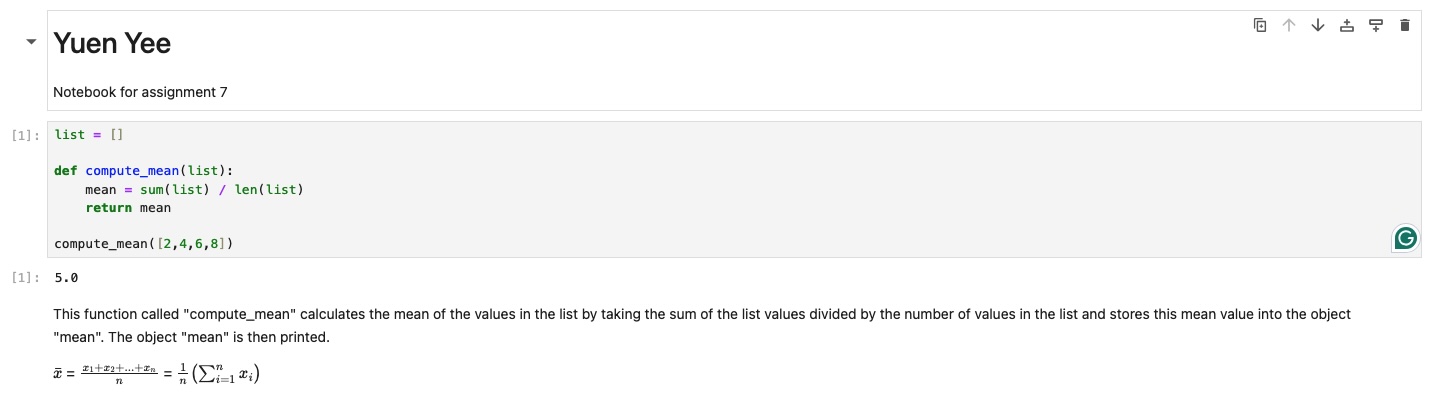 Yuen Yee
Notebook for assignment 7
[1]: list = []
def compute_mean(list):
    mean = sum(list) / len(list)
    return mean
compute_mean([2,4,6,8])
[1]: 5.0
This function called "compute_mean" calculates the mean of the values in the list by taking the sum of the list values divided by the number of values in the list and stores this mean value into the object
"mean". The object "mean" is then printed.
x̄ = \frac{x_1+x_2+...+x_n}{n} = \frac{1}{n} (\sum_{i=1}^{n} x_i)